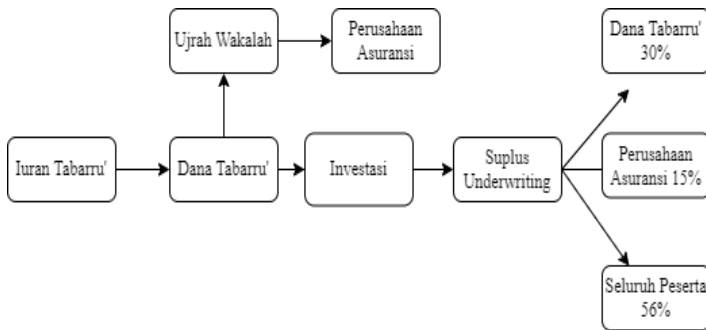 Ujrah Wakalah
Perusahaan
Asuransi
Dana Tabarru'
30%
Iuran Tabarru'
Dana Tabarru'
Investasi
Suplus
Underwriting
Perusahaan
Asuransi 15%
Seluruh Peserta
56%